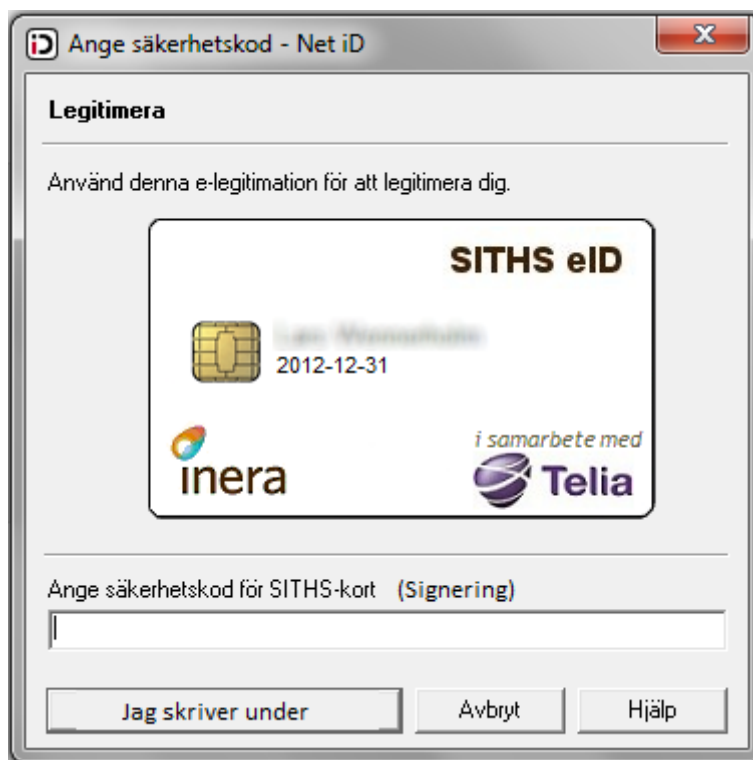 Ange säkerhetskod - Net iD
Legitimera
Använd denna e-legitimation för att legitimera dig.
SITHS eID
2012-12-31
inera
i samarbete med
Telia
Ange säkerhetskod för SITHS-kort (Signering)
Jag skriver under
Avbryt
Hjälp